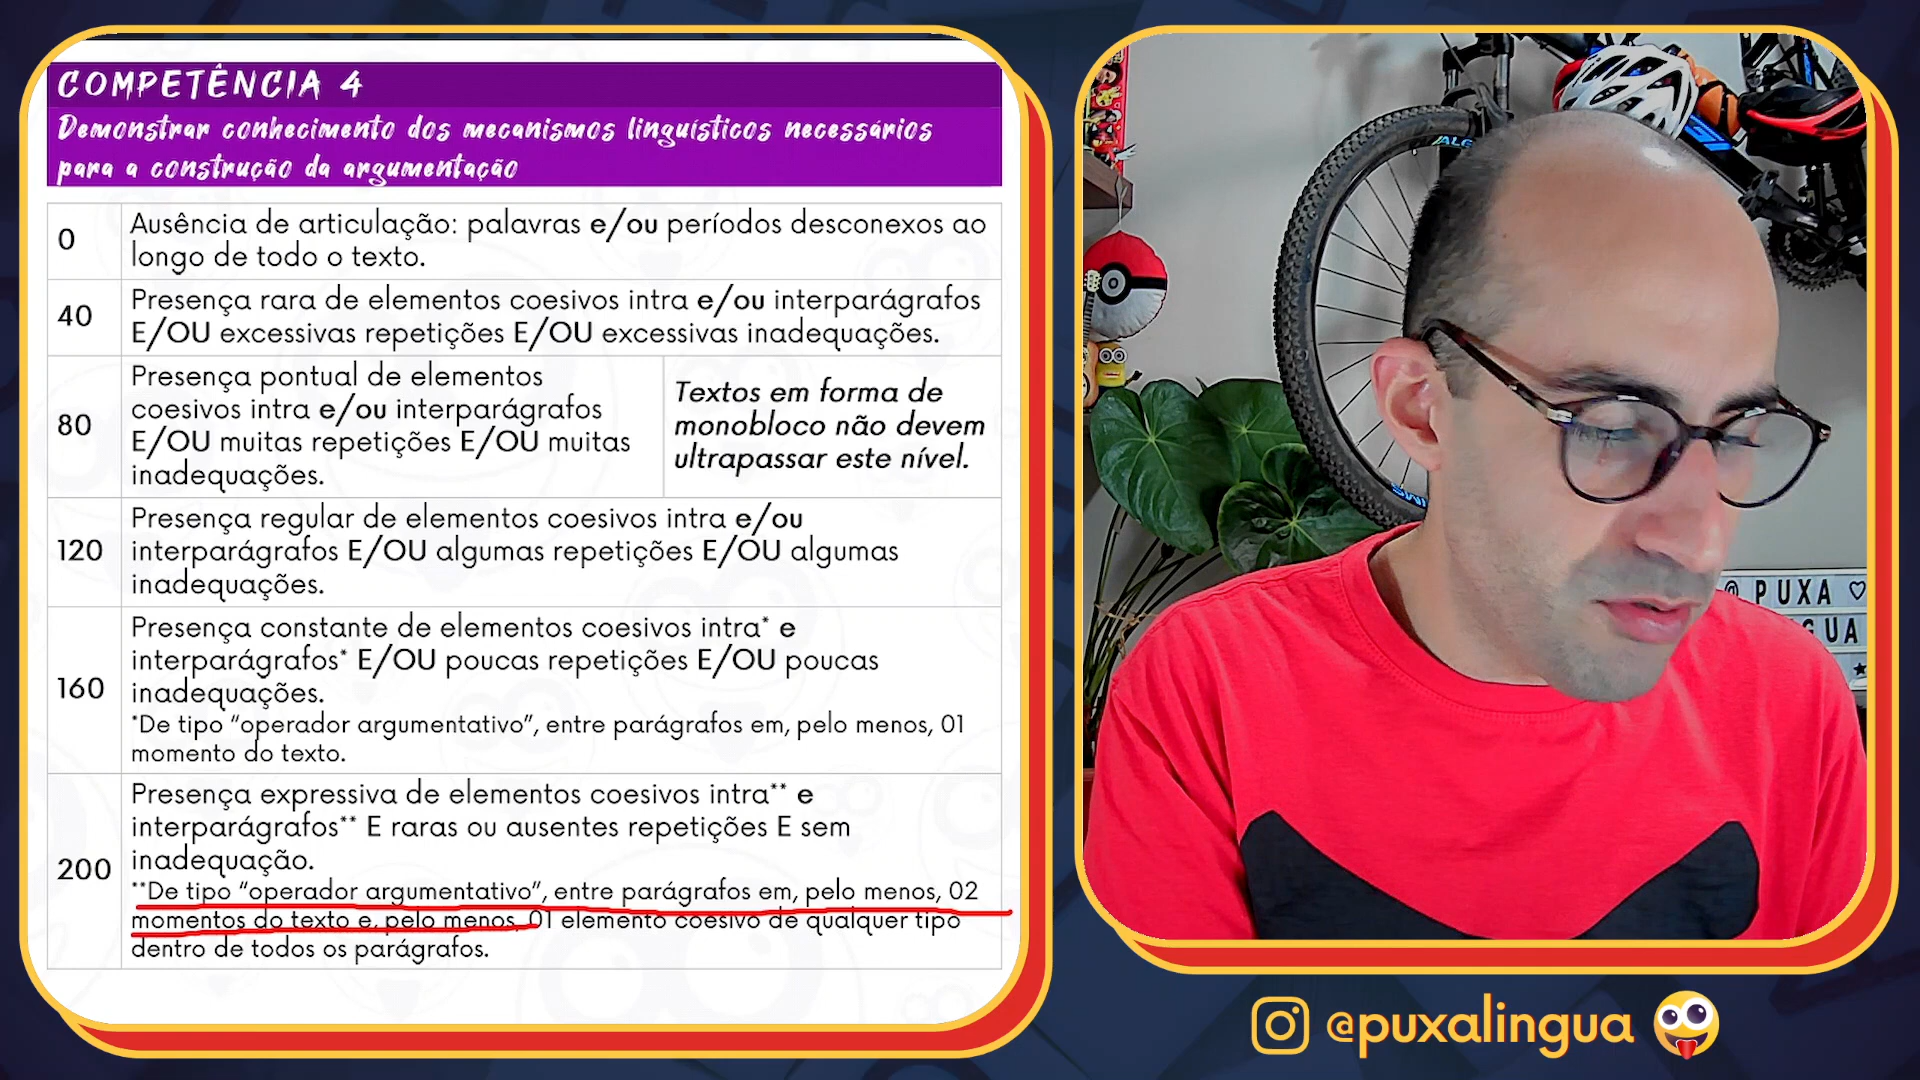 COMPETÊNCIA 4
Demonstrar conhecimento dos mecanismos linguísticos necessários
para a construção da argumentação
0
Ausência de articulação: palavras e/ou períodos desconexos ao
longo de todo o texto.
40
Presença rara de elementos coesivos intra e/ou interparágrafos
E/OU excessivas repetições E/OU excessivas inadequações.
80
Presença pontual de elementos
coesivos intra e/ou interparágrafos
E/OU muitas repetições E/OU muitas
inadequações.
Textos em forma de
monobloco não devem
ultrapassar este nível.
120
Presença regular de elementos coesivos intra e/ou
interparágrafos E/OU algumas repetições E/OU algumas
inadequações.
160
Presença constante de elementos coesivos intra* e
interparágrafos* E/OU poucas repetições E/OU poucas
inadequações.
*De tipo “operador argumentativo”, entre parágrafos em, pelo menos, 01
momento do texto.
200
Presença expressiva de elementos coesivos intra** e
interparágrafos** E raras ou ausentes repetições E sem
inadequação.
**De tipo “operador argumentativo”, entre parágrafos em, pelo menos, 02
momentos do texto e, pelo menos, 01 elemento coesivo de qualquer tipo
dentro de todos os parágrafos.
@ PUXA ♡
GUA
@puxalingua